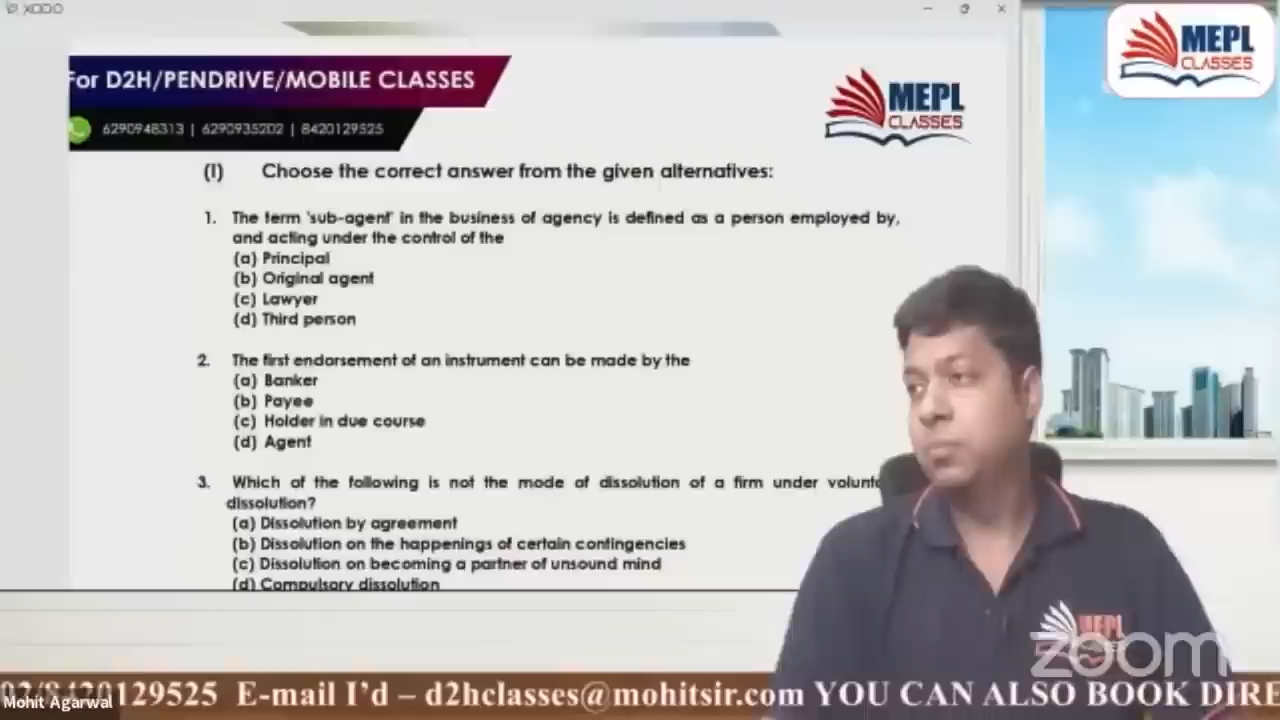 XODO
MEPL
CLASSES
For D2H/PENDRIVE/MOBILE CLASSES
6290948313 | 6290935202 | 8420129525
MEPL
CLASSES
(I) Choose the correct answer from the given alternatives:
1. The term 'sub-agent' in the business of agency is defined as a person employed by,
and acting under the control of the
(a) Principal
(b) Original agent
(c) Lawyer
(d) Third person
2. The first endorsement of an instrument can be made by the
(a) Banker
(b) Payee
(c) Holder in due course
(d) Agent
3. Which of the following is not the mode of dissolution of a firm under
dissolution?
(a) Dissolution by agreement
(b) Dissolution on the happenings of certain contingencies
(c) Dissolution on becoming a partner of unsound mind
(d) Compulsory dissolution
MEPL
zoom
/8420129525 E-mail I'd – d2hclasses@mohitsir.com YOU CAN ALSO BOOK
Mohit Agarwal